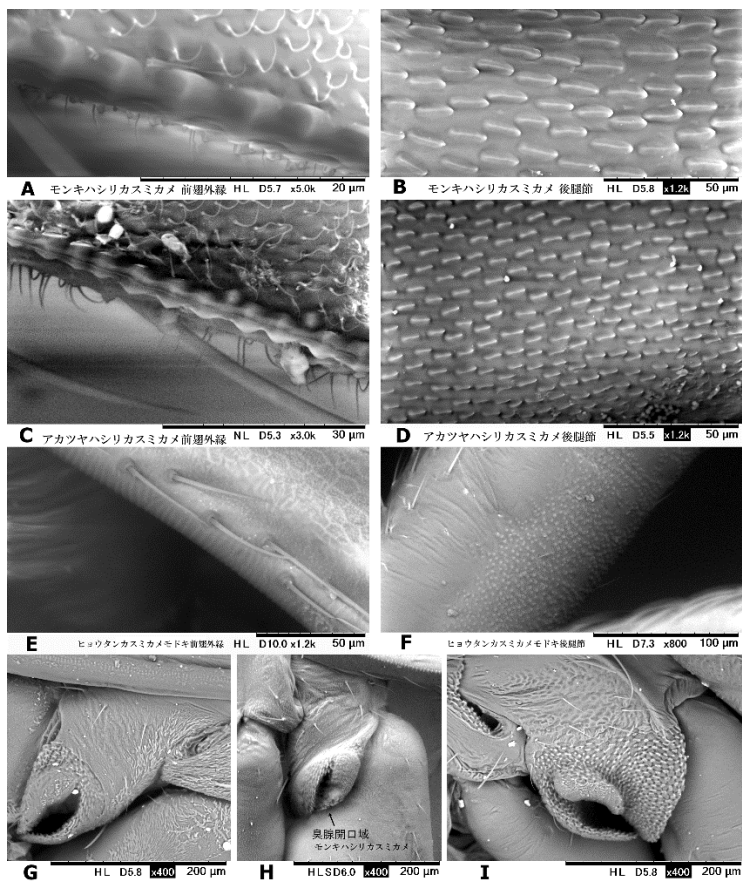 A モンキハシリカスミカメ 前翅外縁 HL D5.7 x5.0k 20 µm
B モンキハシリカスミカメ 後腿節 HL D5.8 x1.2k 50 µm
C アカツヤハシリカスミカメ前翅外縁 NL D5.3 x3.0k 30 µm
D アカツヤハシリカスミカメ後腿節 HL D5.5 x1.2k 50 µm
E ヒョウタンカスミカメモドキ前翅外縁 HL D10.0 x1.2k 50 µm
F ヒョウタンカスミカメモドキ後腿節 HL D7.3 x800 100 µm
臭腺開口域
モンキハシリカスミカメ
G HL D5.8 x400 200 µm
H HLSD6.0 x400 200 µm
I HL D5.8 x400 200 µm